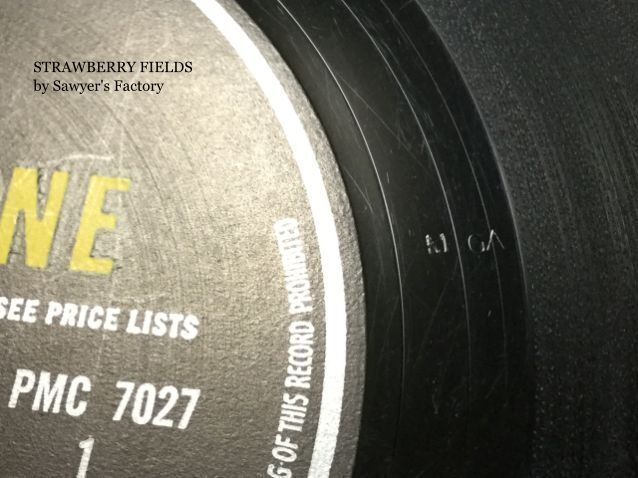 STRAWBERRY FIELDS
by Sawyer's Factory
NE
SEE PRICE LISTS
PMC 7027
1
G·OF THIS RECORD PROHIBITED
M GA